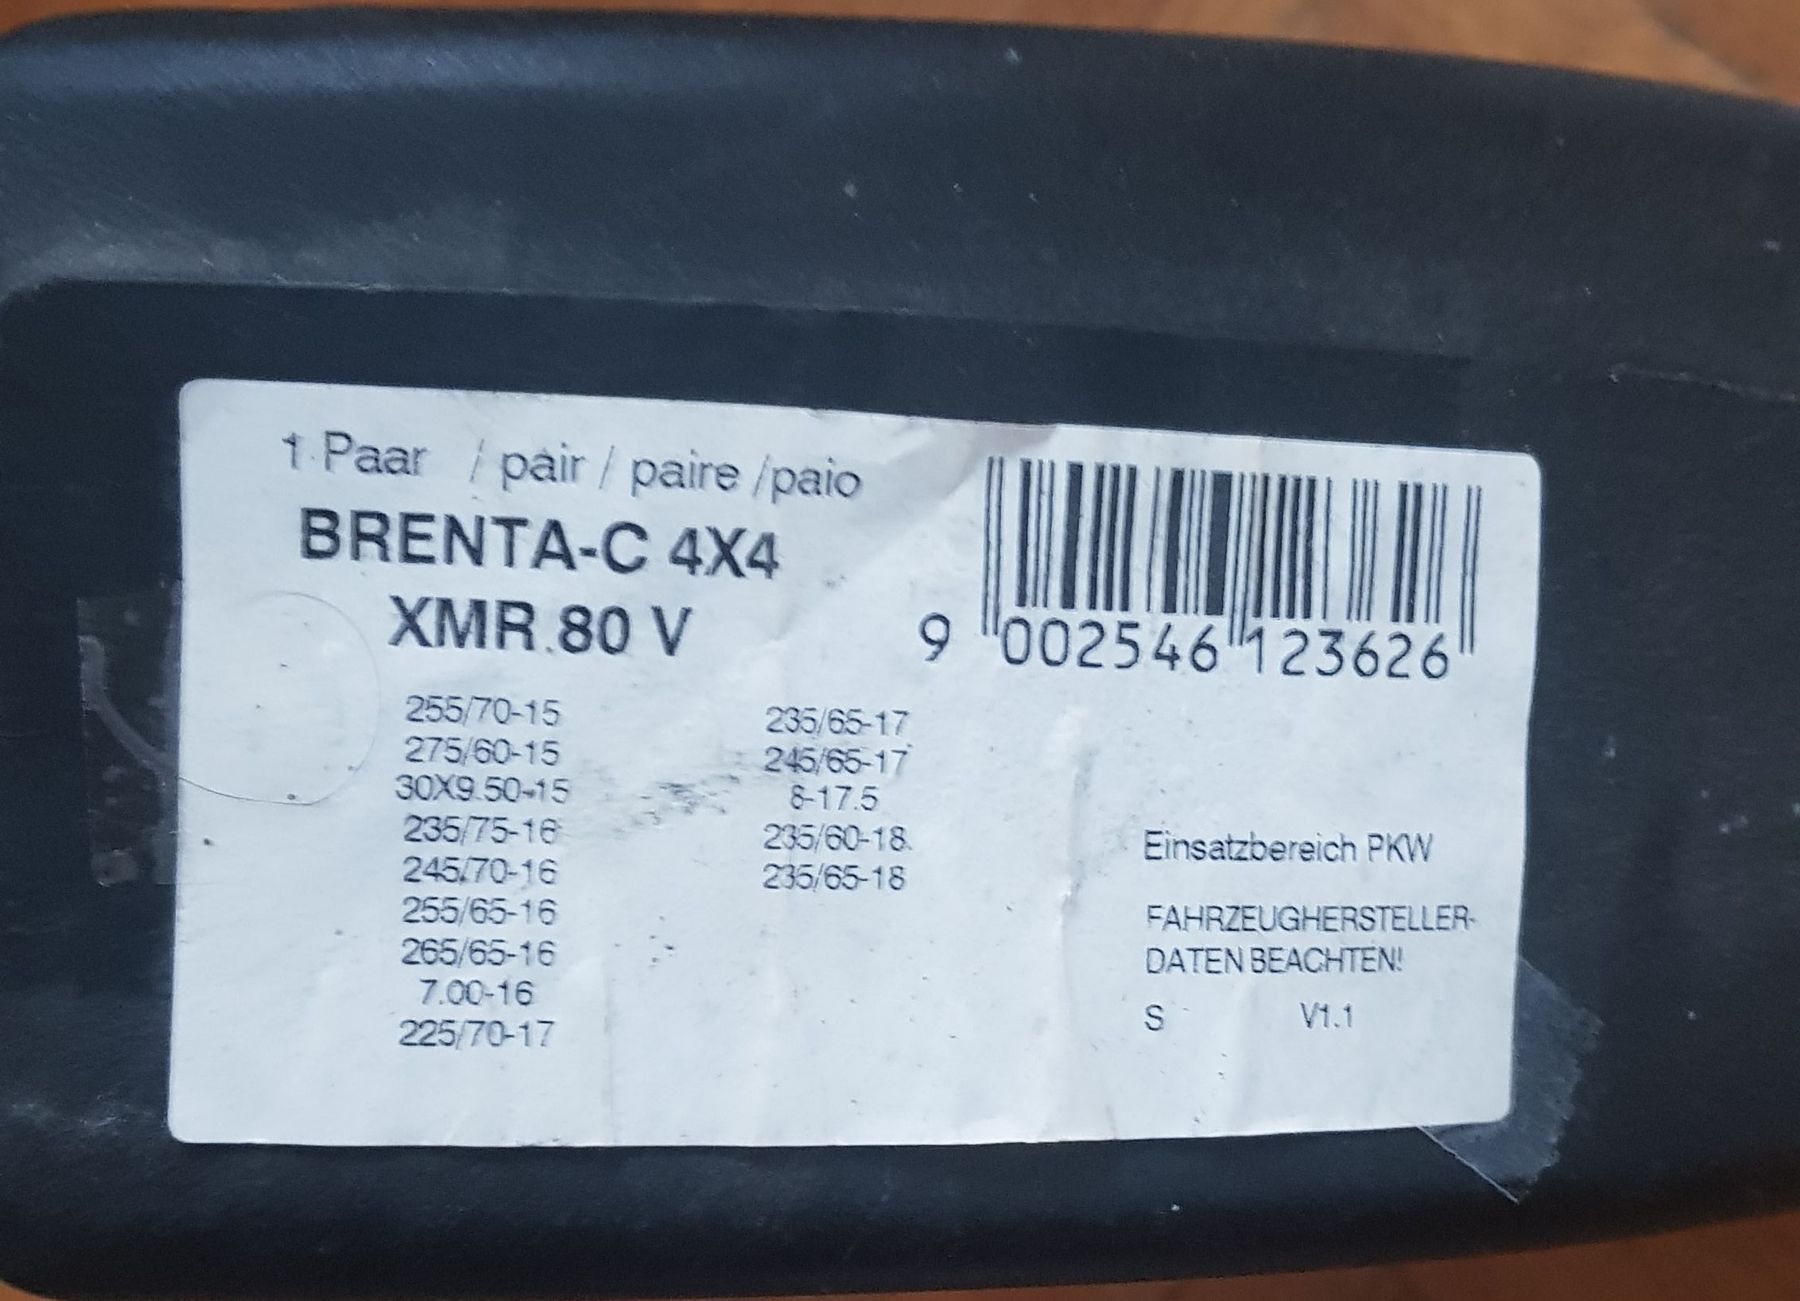 1 Paar / pair / paire /paio
BRENTA-C 4X4
XMR 80 V
9 002546 123626
255/70-15
275/60-15
30X9.50-15
235/75-16
245/70-16
255/65-16
265/65-16
7.00-16
225/70-17
235/65-17
245/65-17
8-17.5
235/60-18
235/65-18
Einsatzbereich PKW
FAHRZEUGHERSTELLER-
DATEN BEACHTEN!
S V1.1